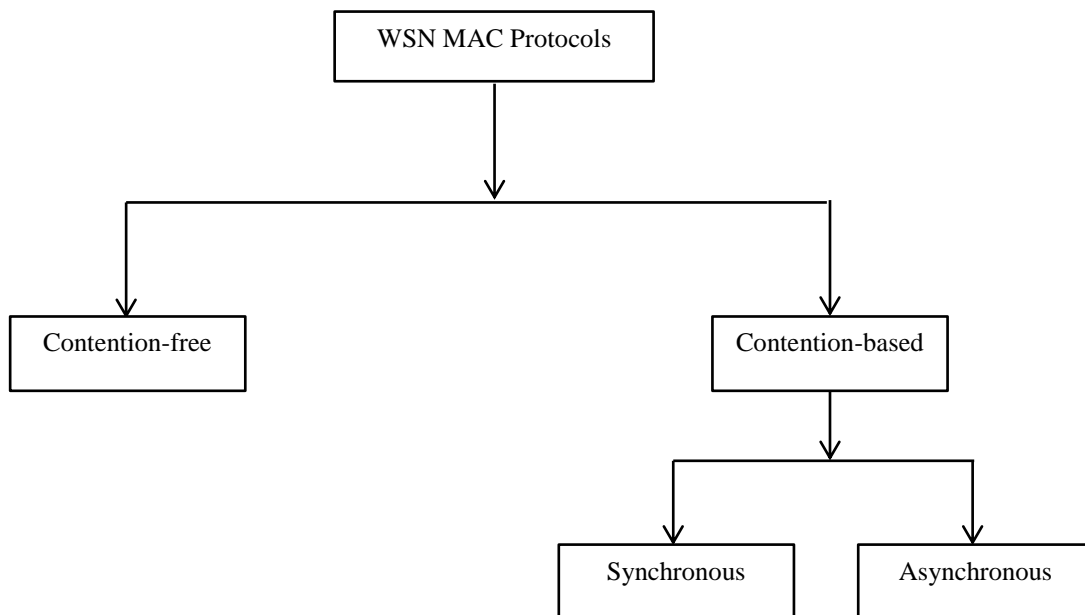 WSN MAC Protocols
Contention-free
Contention-based
Synchronous
Asynchronous